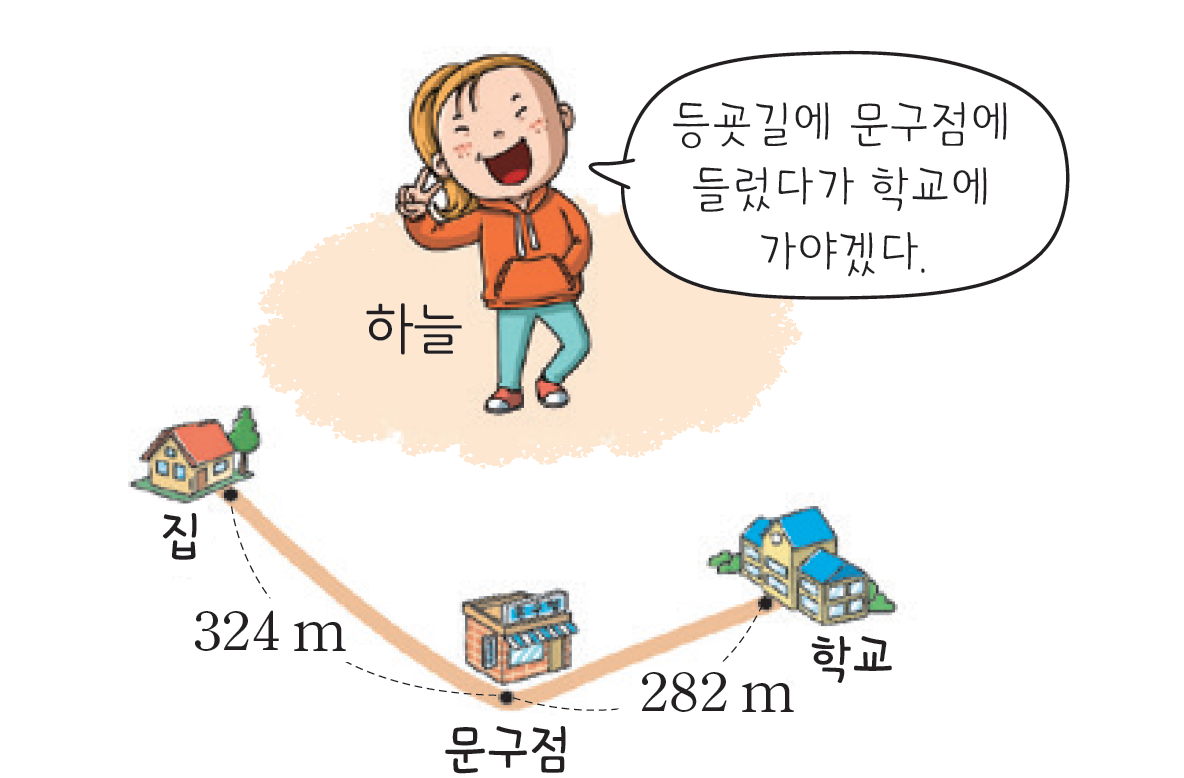 등굣길에 문구점에
들렀다가 학교에
가야겠다.
하늘
집
324 m
학교
282 m
문구점